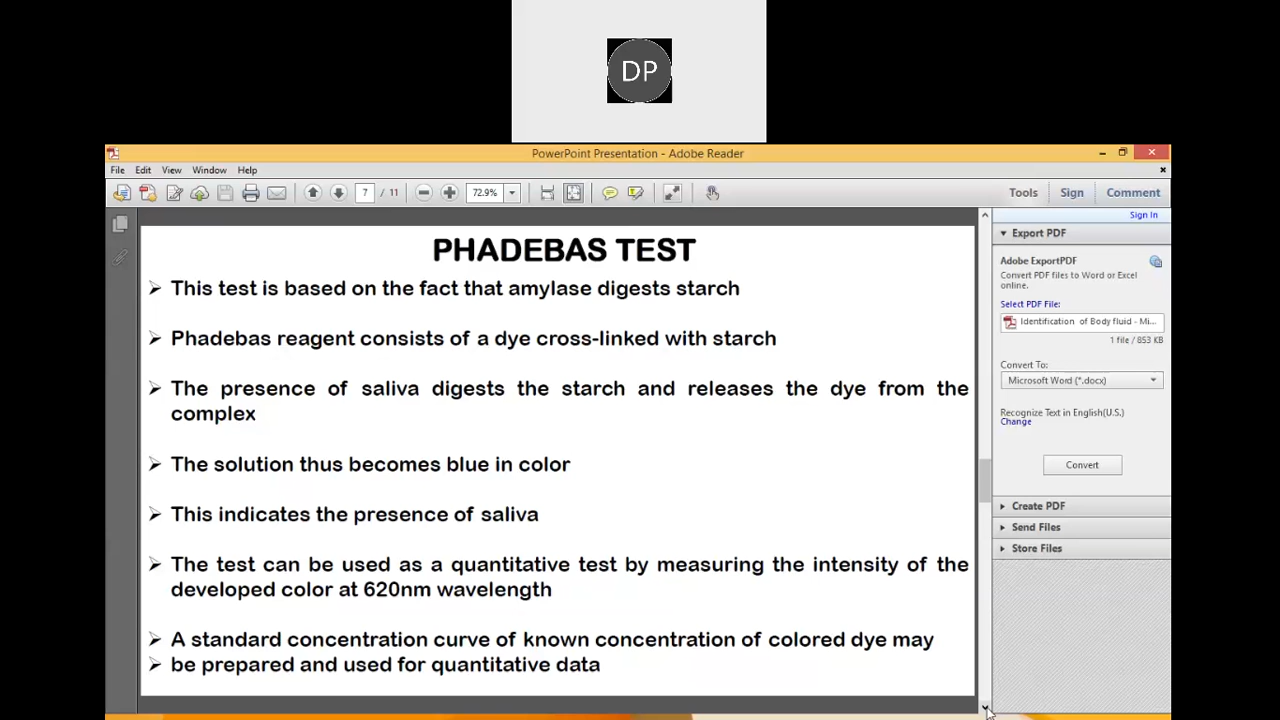 DP
PowerPoint Presentation - Adobe Reader
File Edit View Window Help
7 / 11 72.9% Tools Sign Comment
Sign In
Export PDF
Adobe ExportPDF
Convert PDF files to Word or Excel
online.
Select PDF File:
Identification of Body fluid - Mi...
1 file / 853 KB
Convert To:
Microsoft Word (*.docx)
Recognize Text in English(U.S.)
Change
Convert
Create PDF
Send Files
Store Files
PHADEBAS TEST
➢ This test is based on the fact that amylase digests starch
➢ Phadebas reagent consists of a dye cross-linked with starch
➢ The presence of saliva digests the starch and releases the dye from the
complex
➢ The solution thus becomes blue in color
➢ This indicates the presence of saliva
➢ The test can be used as a quantitative test by measuring the intensity of the
developed color at 620nm wavelength
➢ A standard concentration curve of known concentration of colored dye may
➢ be prepared and used for quantitative data